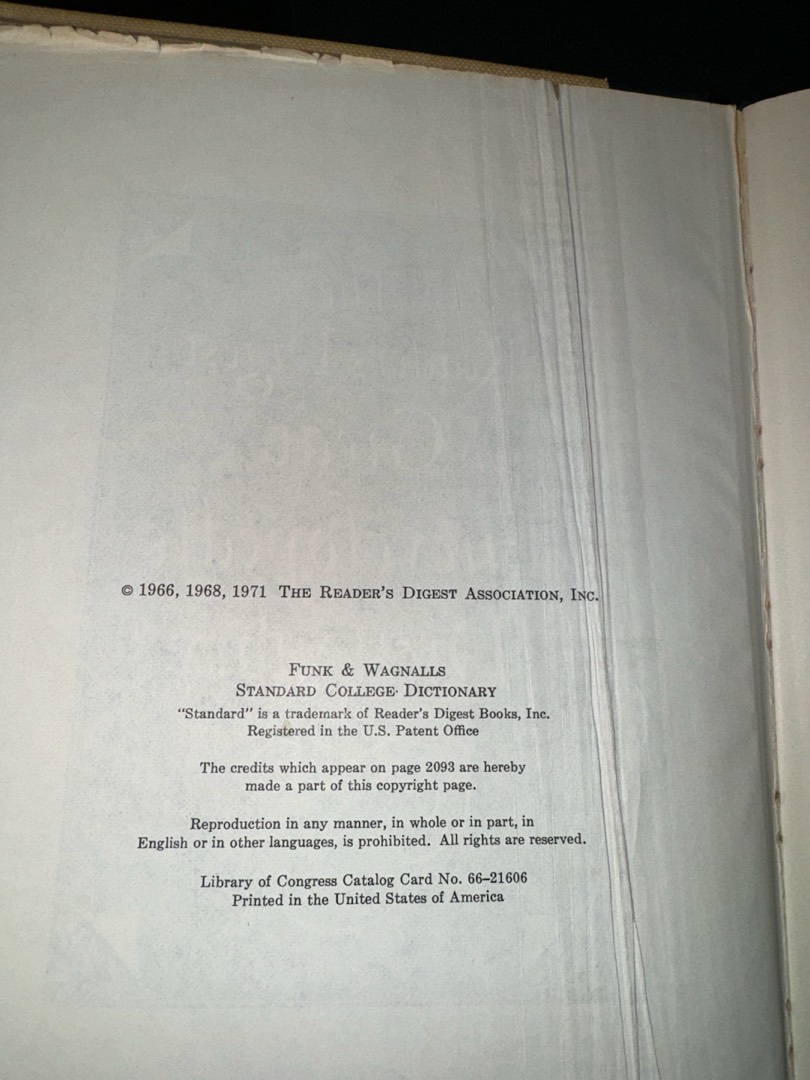 © 1966, 1968, 1971 The Reader's Digest Association, Inc.
Funk & Wagnalls
Standard College Dictionary
"Standard" is a trademark of Reader's Digest Books, Inc.
Registered in the U.S. Patent Office
The credits which appear on page 2093 are hereby
made a part of this copyright page.
Reproduction in any manner, in whole or in part, in
English or in other languages, is prohibited. All rights are reserved.
Library of Congress Catalog Card No. 66–21606
Printed in the United States of America